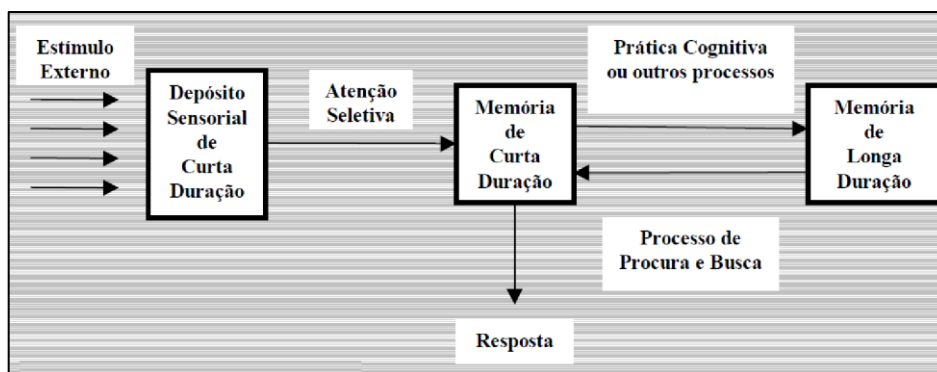 Estímulo
Externo
Depósito
Sensorial
de
Curta
Duração
Atenção
Seletiva
Memória
de
Curta
Duração
Prática Cognitiva
ou outros processos
Memória
de
Longa
Duração
Processo de
Procura e Busca
Resposta